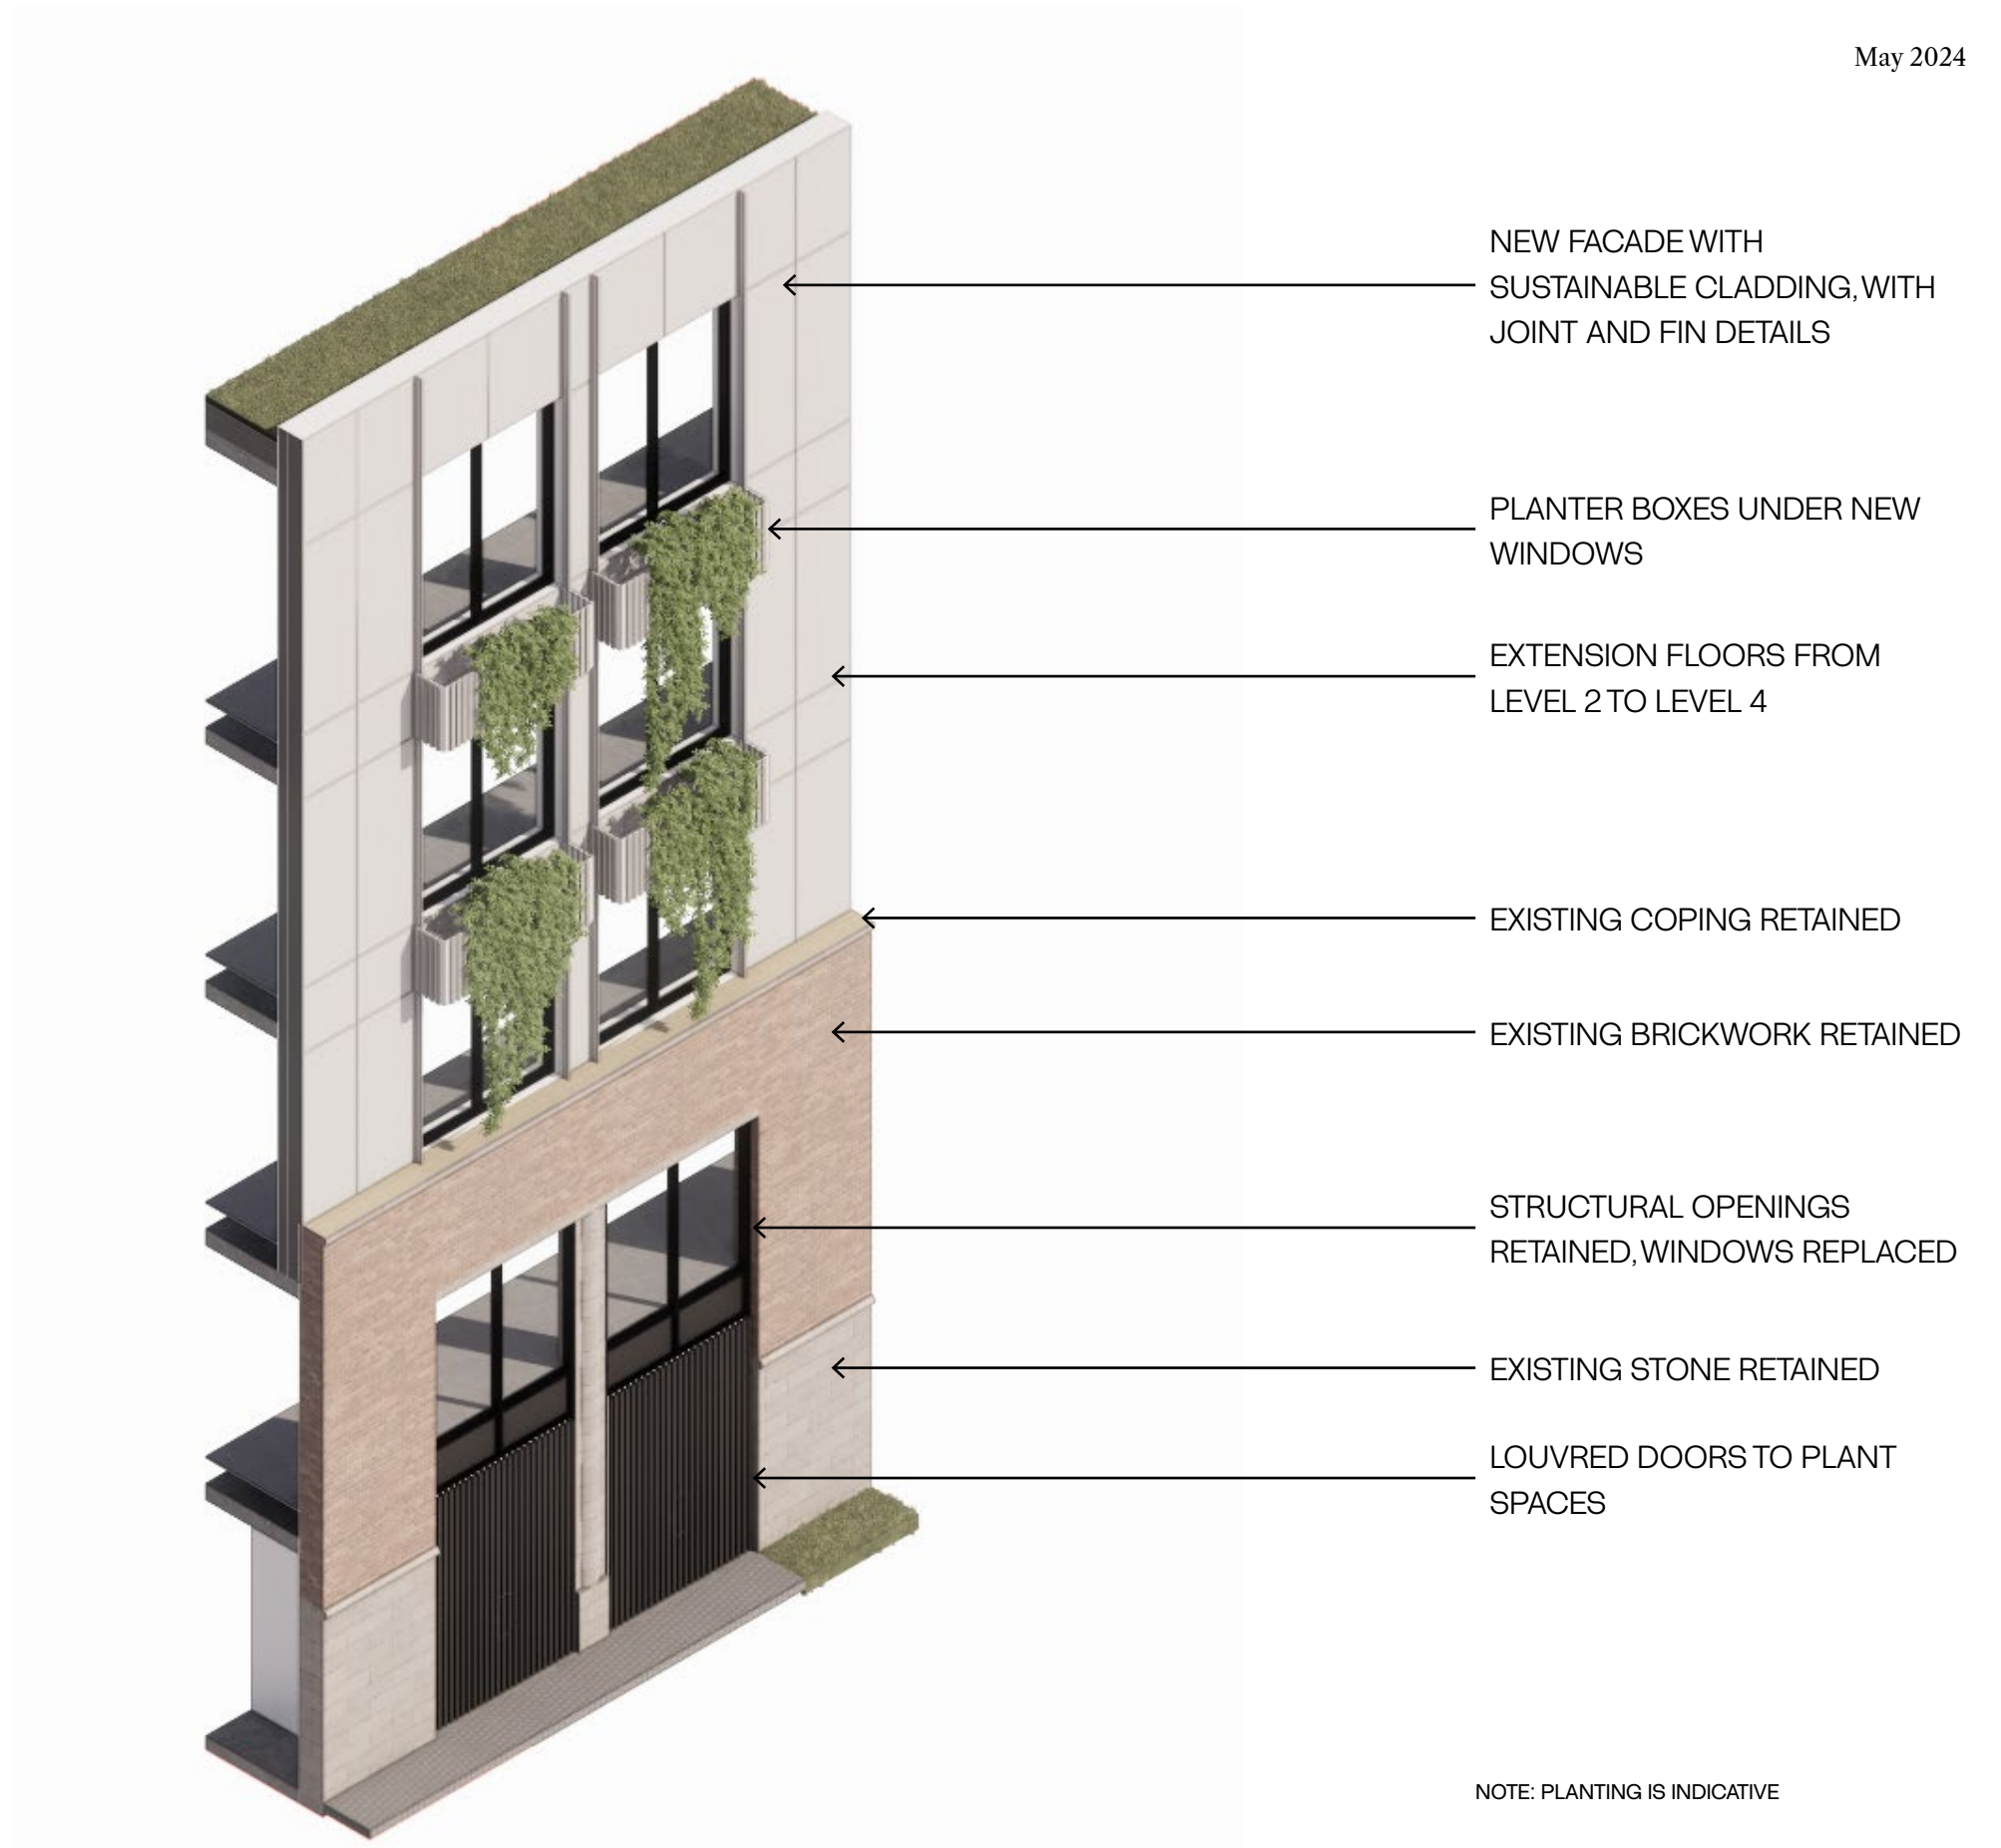 May 2024
NEW FACADE WITH
SUSTAINABLE CLADDING, WITH
JOINT AND FIN DETAILS
PLANTER BOXES UNDER NEW
WINDOWS
EXTENSION FLOORS FROM
LEVEL 2 TO LEVEL 4
EXISTING COPING RETAINED
EXISTING BRICKWORK RETAINED
STRUCTURAL OPENINGS
RETAINED, WINDOWS REPLACED
EXISTING STONE RETAINED
LOUVRED DOORS TO PLANT
SPACES
NOTE: PLANTING IS INDICATIVE